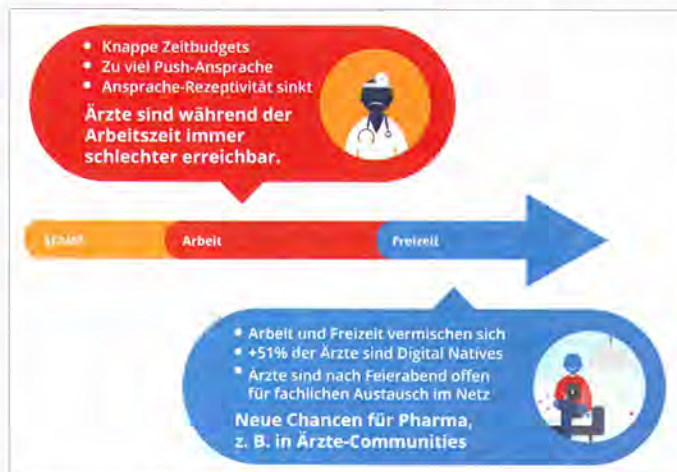 • Knappe Zeitbudgets
• Zu viel Push-Ansprache
• Ansprache-Rezeptivität sinkt
Ärzte sind während der
Arbeitszeit immer
schlechter erreichbar.
Schlaf
Arbeit
Freizeit
• Arbeit und Freizeit vermischen sich
• +51% der Ärzte sind Digital Natives
• Ärzte sind nach Feierabend offen
für fachlichen Austausch im Netz
Neue Chancen für Pharma,
z. B. in Ärzte-Communities